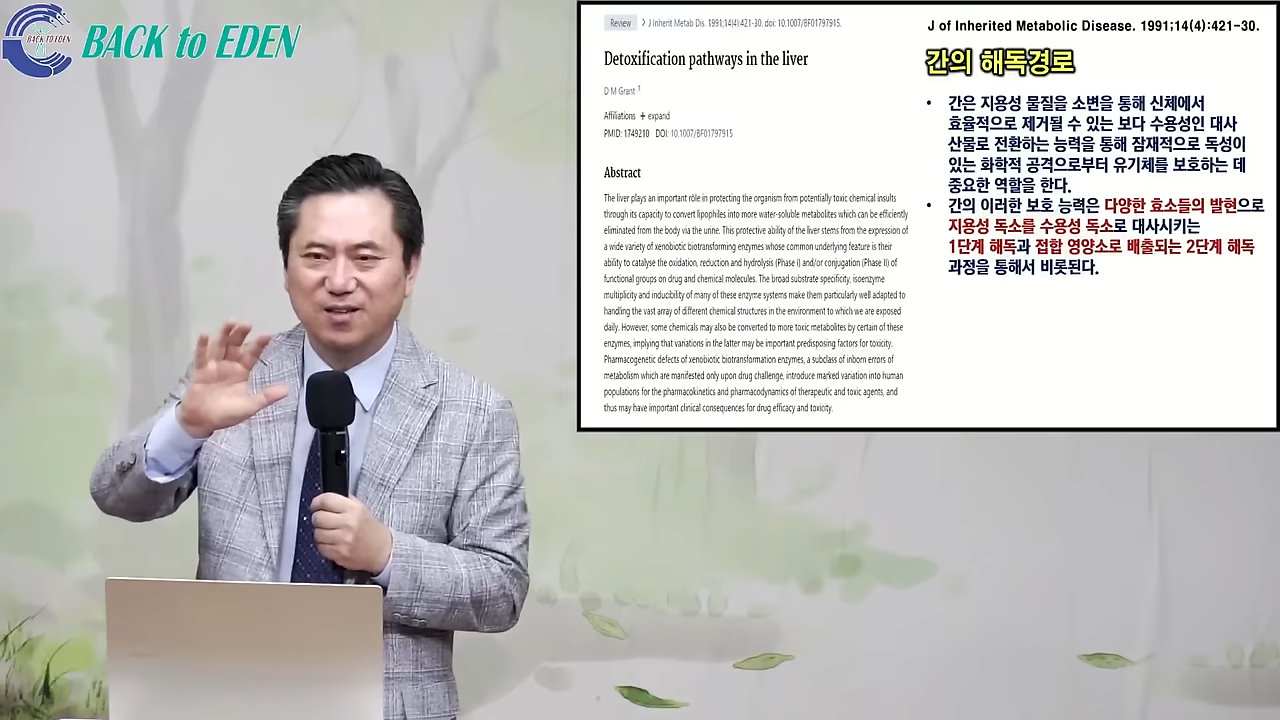 BACK TO EDEN
BACK to EDEN
Review > J Inherit Metab Dis. 1991;14(4):421-30. doi: 10.1007/BF01797915.
Detoxification pathways in the liver
D M Grant 1
Affiliations + expand
PMID: 1749210 DOI: 10.1007/BF01797915
Abstract
The liver plays an important rôle in protecting the organism from potentially toxic chemical insults
through its capacity to convert lipophiles into more water-soluble metabolites which can be efficiently
eliminated from the body via the urine. This protective ability of the liver stems from the expression of
a wide variety of xenobiotic biotransforming enzymes whose common underlying feature is their
ability to catalyse the oxidation, reduction and hydrolysis (Phase I) and/or conjugation (Phase II) of
functional groups on drug and chemical molecules. The broad substrate specificity, isoenzyme
multiplicity and inducibility of many of these enzyme systems make them particularly well adapted to
handling the vast array of different chemical structures in the environment to which we are exposed
daily. However, some chemicals may also be converted to more toxic metabolites by certain of these
enzymes, implying that variations in the latter may be important predisposing factors for toxicity.
Pharmacogenetic defects of xenobiotic biotransformation enzymes, a subclass of inborn errors of
metabolism which are manifested only upon drug challenge, introduce marked variation into human
populations for the pharmacokinetics and pharmacodynamics of therapeutic and toxic agents, and
thus may have important clinical consequences for drug efficacy and toxicity.
J of Inherited Metabolic Disease. 1991;14(4):421-30.
간의 해독경로
• 간은 지용성 물질을 소변을 통해 신체에서
효율적으로 제거될 수 있는 보다 수용성인 대사
산물로 전환하는 능력을 통해 잠재적으로 독성이
있는 화학적 공격으로부터 유기체를 보호하는 데
중요한 역할을 한다.
• 간의 이러한 보호 능력은 다양한 효소들의 발현으로
지용성 독소를 수용성 독소로 대사시키는
1단계 해독과 접합 영양소로 배출되는 2단계 해독
과정을 통해서 비롯된다.